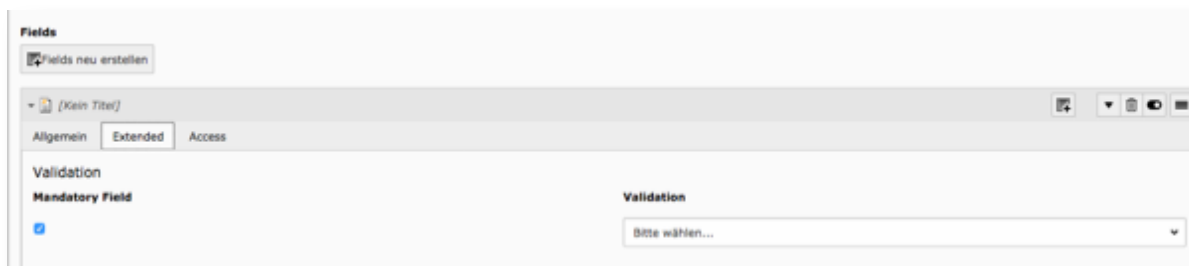 Fields
Fields neu erstellen
[Kein Titel]
Allgemein Extended Access
Validation
Mandatory Field Validation
Bitte wählen...